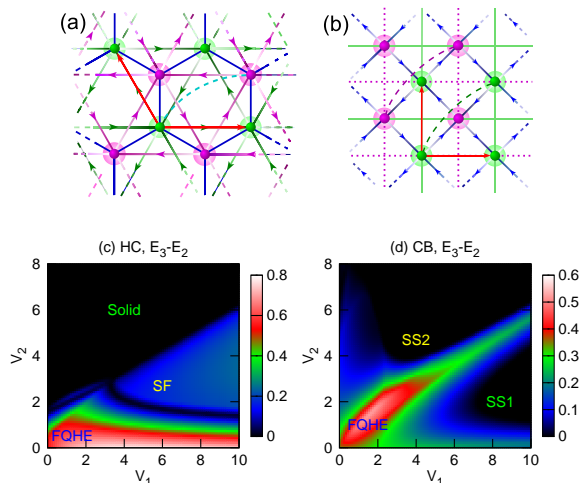 (a)
(b)
(c) HC, E₃-E₂
(d) CB, E₃-E₂
8
6
4
2
0
V₂
Solid
SF
FQHE
0 2 4 6 8 10
V₁
0.8
0.6
0.4
0.2
0
8
6
4
2
0
V₂
SS2
SS1
FQHE
0 2 4 6 8 10
V₁
0.6
0.5
0.4
0.3
0.2
0.1
0